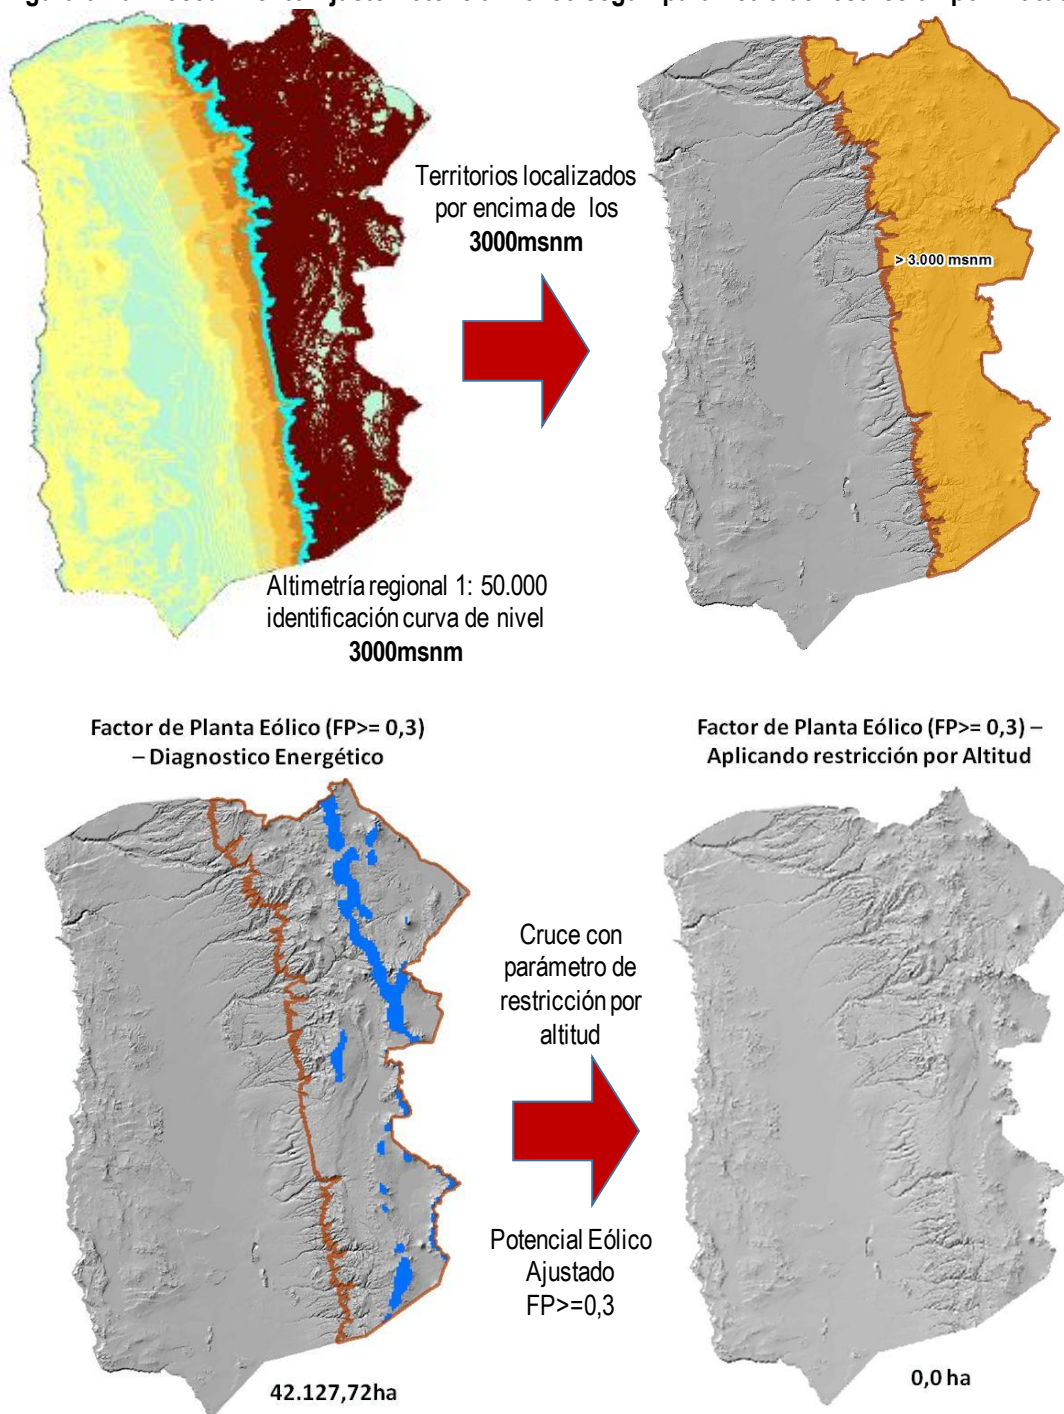 Territorios localizados
por encima de los
3000msnm
> 3.000 msnm
Altimetría regional 1: 50.000
identificación curva de nivel
3000msnm
Factor de Planta Eólico (FP>= 0,3)
– Diagnostico Energético
Factor de Planta Eólico (FP>= 0,3) –
Aplicando restricción por Altitud
Cruce con
parámetro de
restricción por
altitud
Potencial Eólico
Ajustado
FP>=0,3
42.127,72ha
0,0 ha